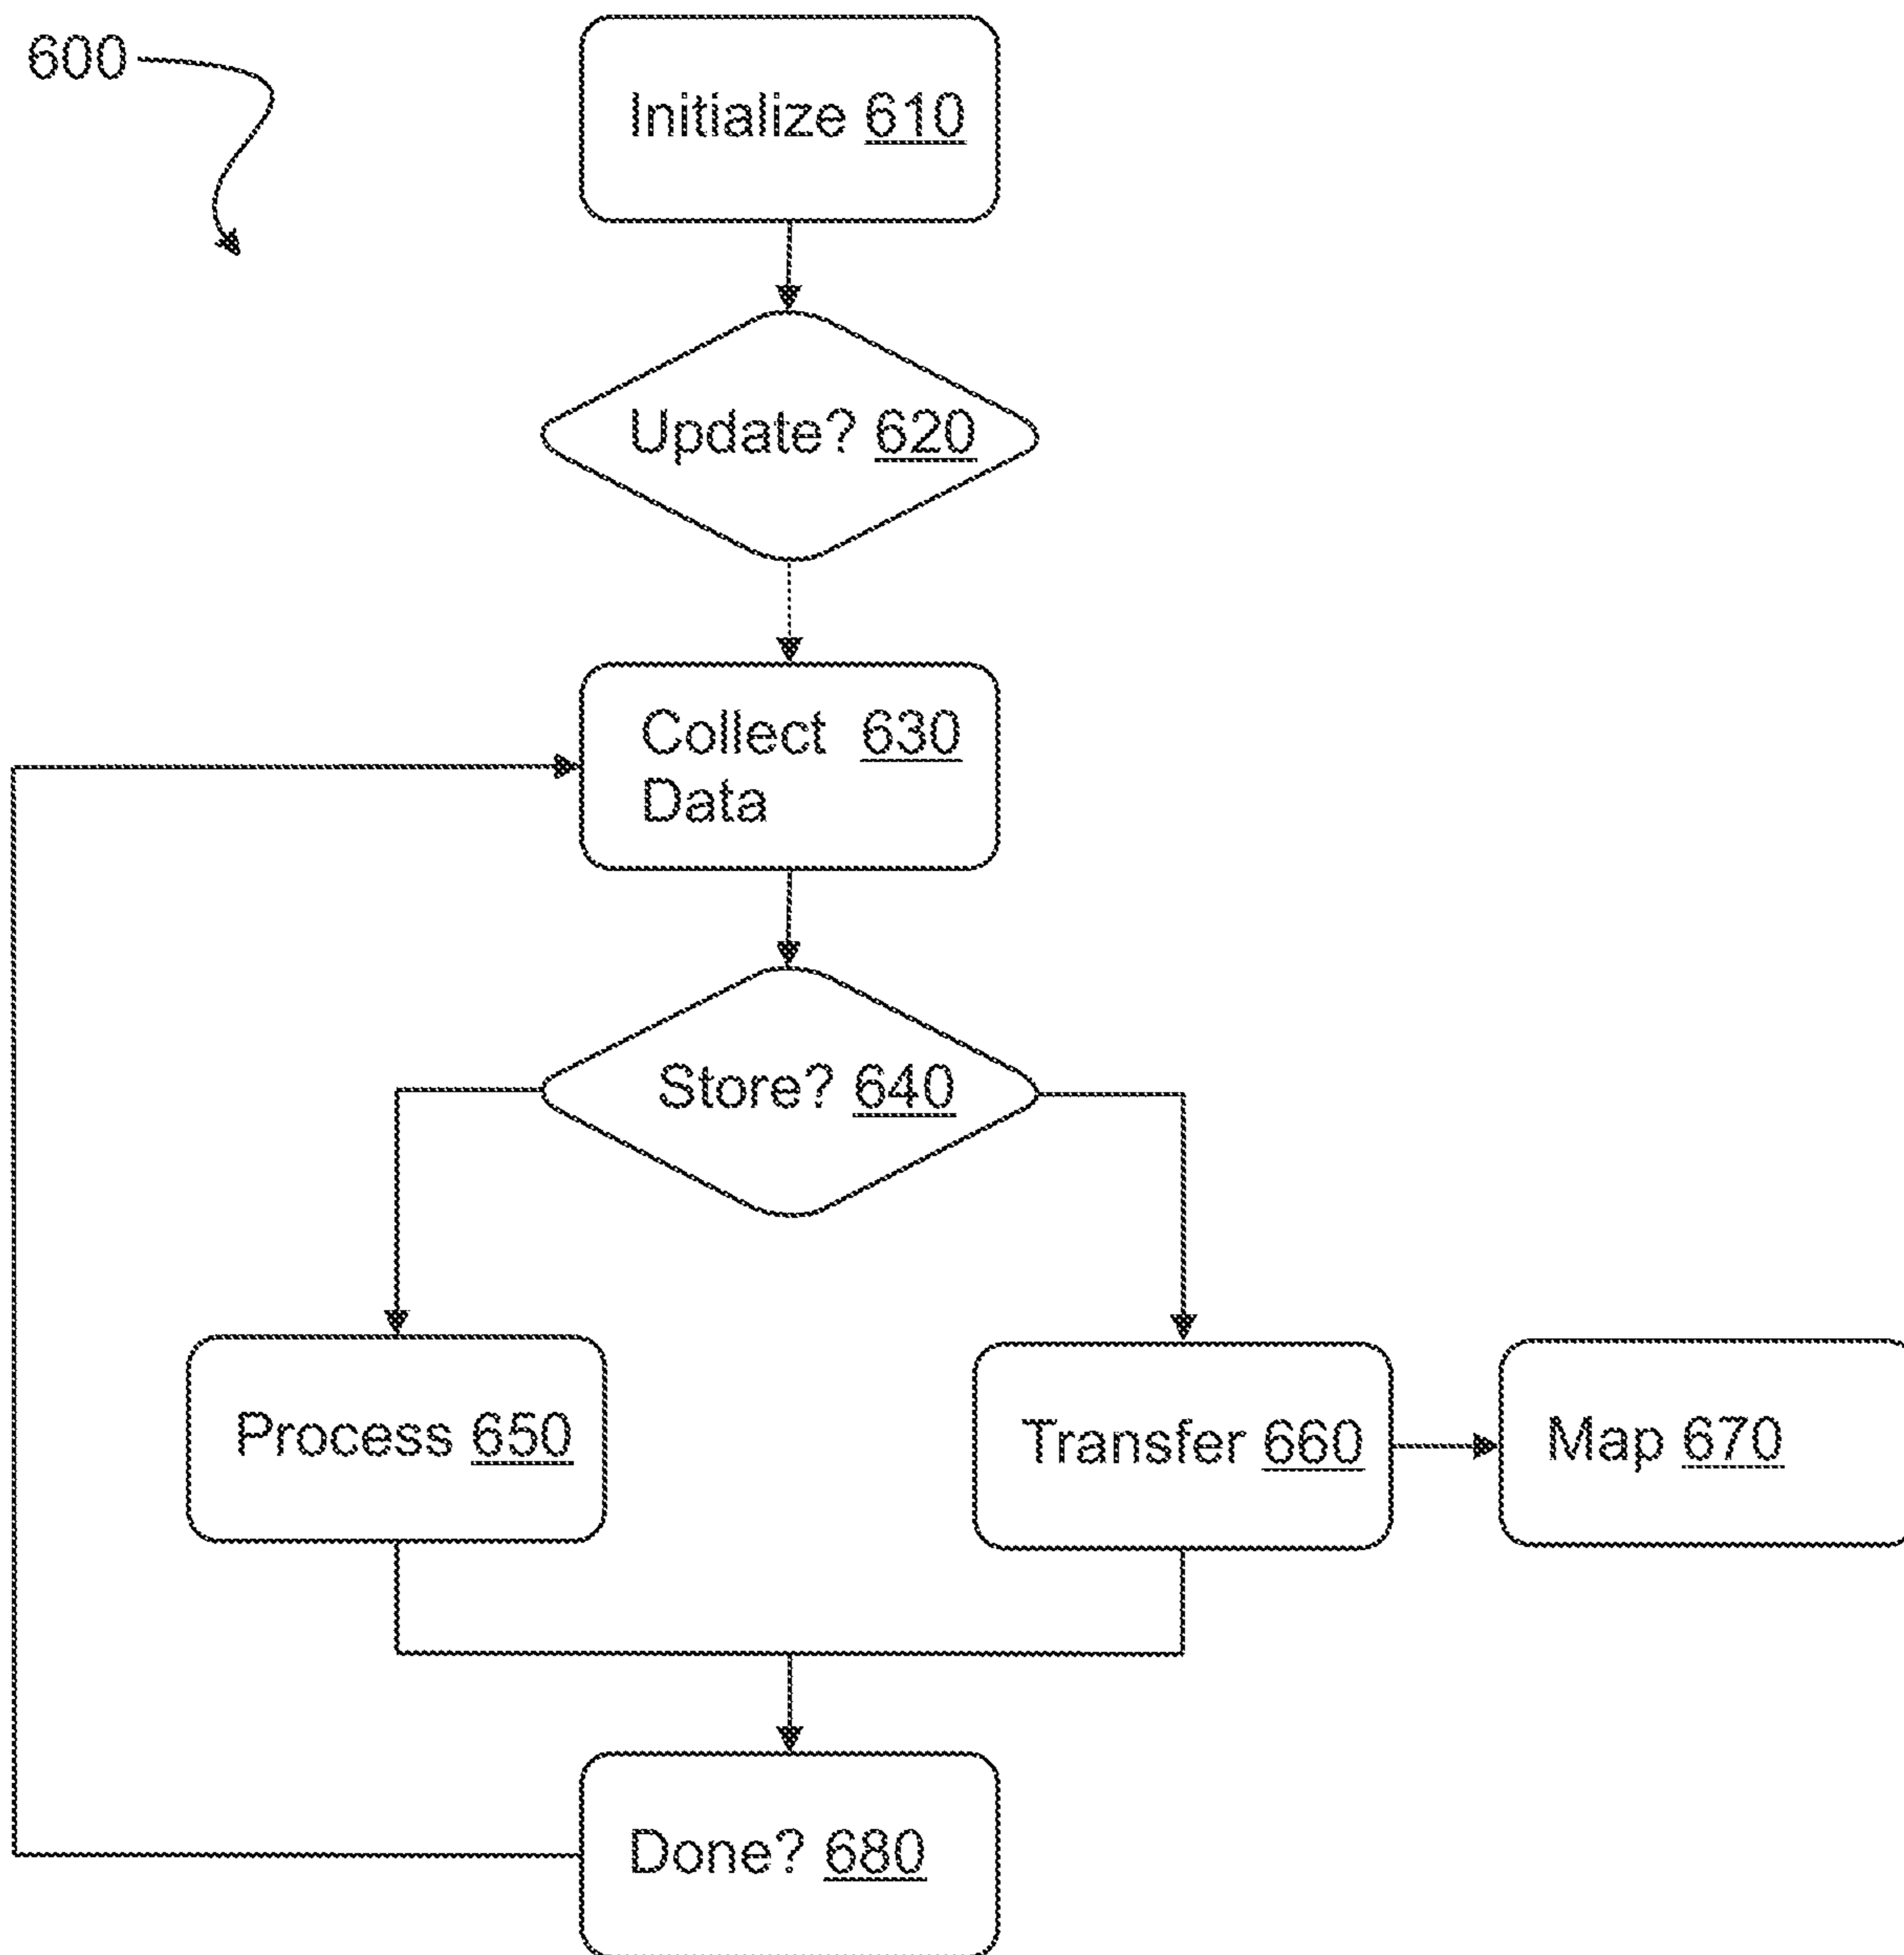 600
Initialize 610
Update? 620
Collect 630
Data
Store? 640
Process 650
Transfer 660
Map 670
Done? 680